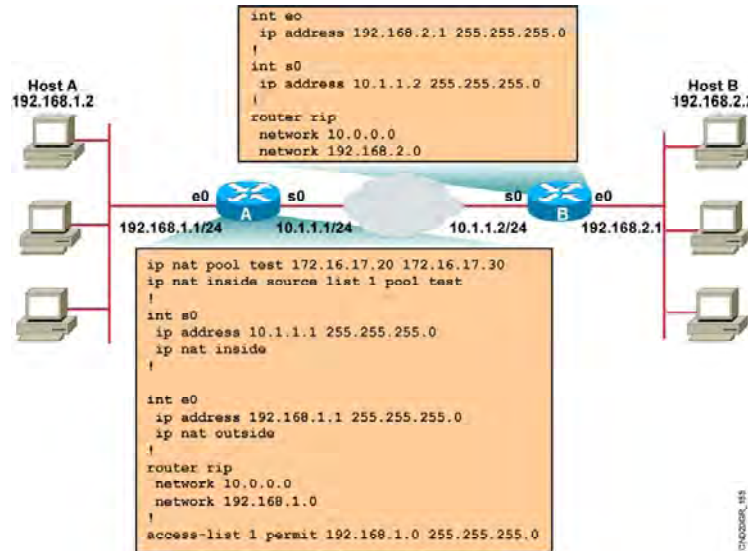 int eo
ip address 192.168.2.1 255.255.255.0
!
int s0
ip address 10.1.1.2 255.255.255.0
!
router rip
network 10.0.0.0
network 192.168.2.0
Host A
192.168.1.2
Host B
192.168.2.2
e0
s0
s0
e0
A
B
192.168.1.1/24
10.1.1.1/24
10.1.1.2/24
192.168.2.1
ip nat pool test 172.16.17.20 172.16.17.30
ip nat inside source list 1 pool test
!
int s0
ip address 10.1.1.1 255.255.255.0
ip nat inside
!
int e0
ip address 192.168.1.1 255.255.255.0
ip nat outside
!
router rip
network 10.0.0.0
network 192.168.1.0
!
access-list 1 permit 192.168.1.0 255.255.255.0